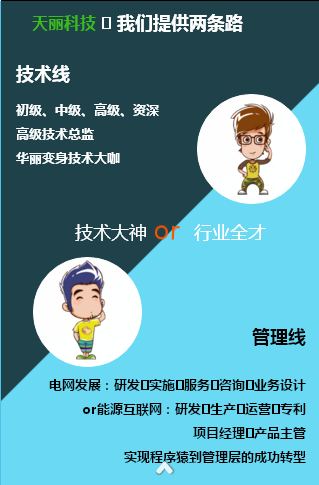 天丽科技 ▯ 我们提供两条路
技术线
初级、中级、高级、资深
高级技术总监
华丽变身技术大咖
技术大神 or 行业全才
管理线
电网发展：研发▯实施▯服务▯咨询▯业务设计
or能源互联网：研发▯生产▯运营▯专利
项目经理▯产品主管
实现程序猿到管理层的成功转型